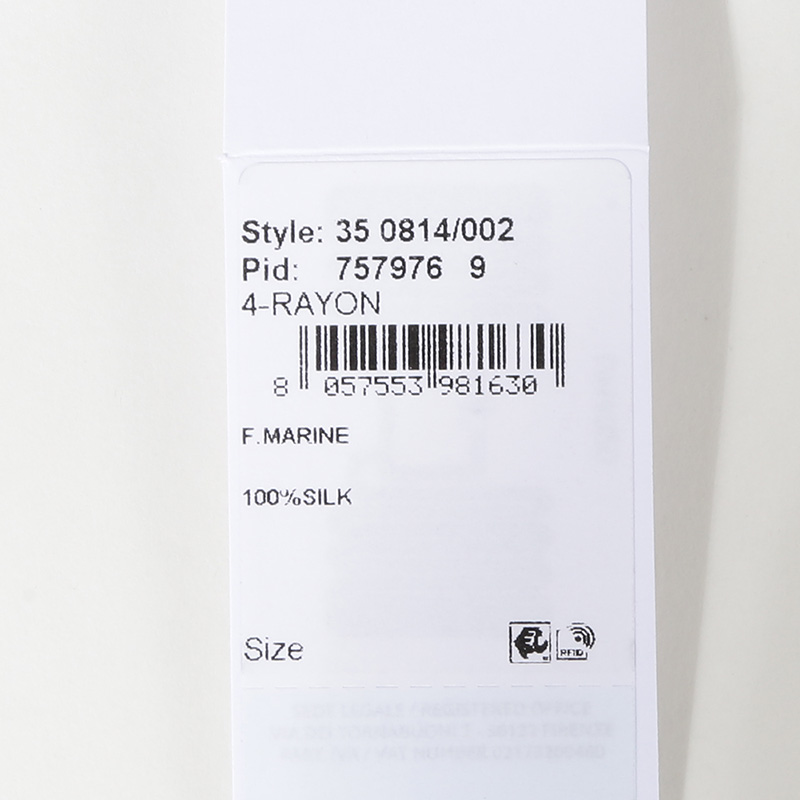 Style: 35 0814/002
Pid: 757976 9
4-RAYON
8 057553 981630
F.MARINE
100%SILK
Size
RFID